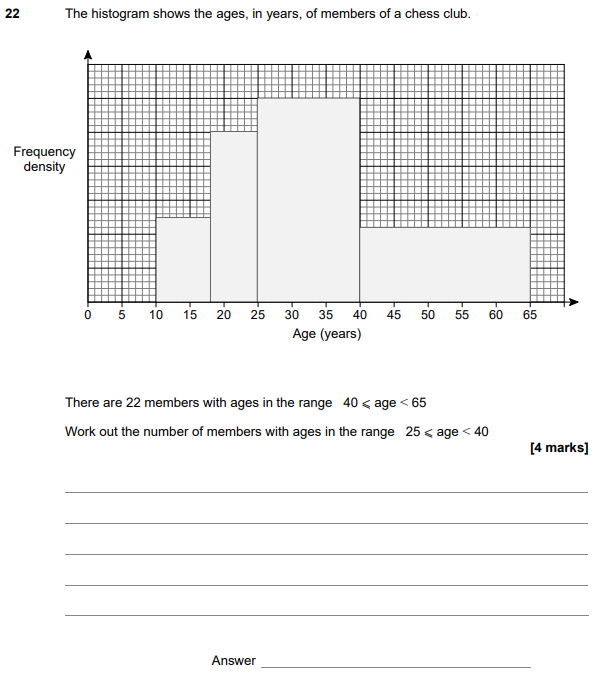 22 The histogram shows the ages, in years, of members of a chess club.
Frequency
density
0 5 10 15 20 25 30 35 40 45 50 55 60 65
Age (years)
There are 22 members with ages in the range 40 ⩽ age < 65
Work out the number of members with ages in the range 25 ⩽ age < 40
[4 marks]
Answer